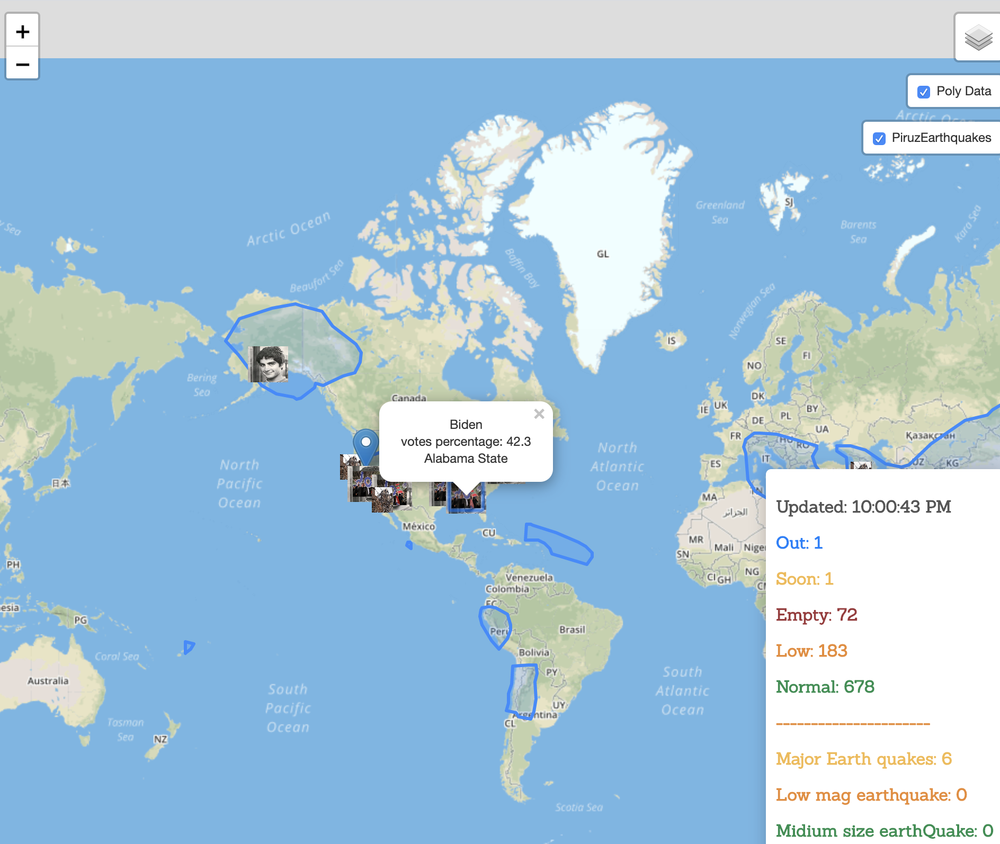 +
−
Poly Data
Arctic
PiruzEarthquakes
SJ
Greenland
Sea
Barents
Sea
Kara Sea
Sea
Arctic Ocean
GL
Baffin Bay
Beaufort Sea
Norwegian Sea
IS
SE
FI
NO
Bering
Sea
DK
Canada
IE UK
BY
PL
DE
UA
×
Biden
votes percentage: 42.3
Alabama State
FR
Қазақстан
RO
IT
North
Atlantic
Ocean
ES
UZ
KG
North
Pacific
Ocean
日本
MA
الجزائر
México
CU
MR
Mali
Niger
SN
PH
Venezuela
Colombia
CI
GH
NG
EC
PG
Peru
Brasil
Bolivia
Coral Sea
Australia
PY
South
Pacific
Ocean
South
Atlantic
Ocean
UY
Argentina
CL
Tasman
Sea
NZ
Scotia Sea
Updated: 10:00:43 PM
Out: 1
Soon: 1
Empty: 72
Low: 183
Normal: 678
----------------------
Major Earth quakes: 6
Low mag earthquake: 0
Midium size earthQuake: 0